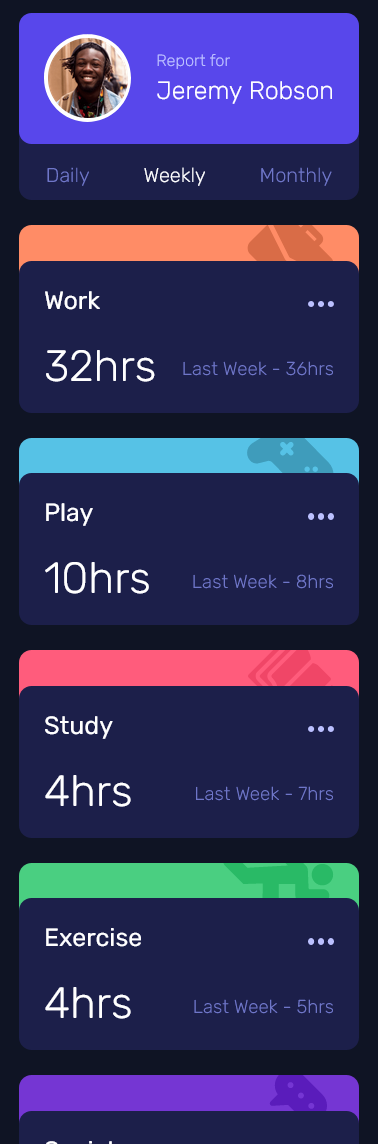 Report for
Jeremy Robson
Daily Weekly Monthly
Work
32hrs Last Week - 36hrs
Play
10hrs Last Week - 8hrs
Study
4hrs Last Week - 7hrs
Exercise
4hrs Last Week - 5hrs